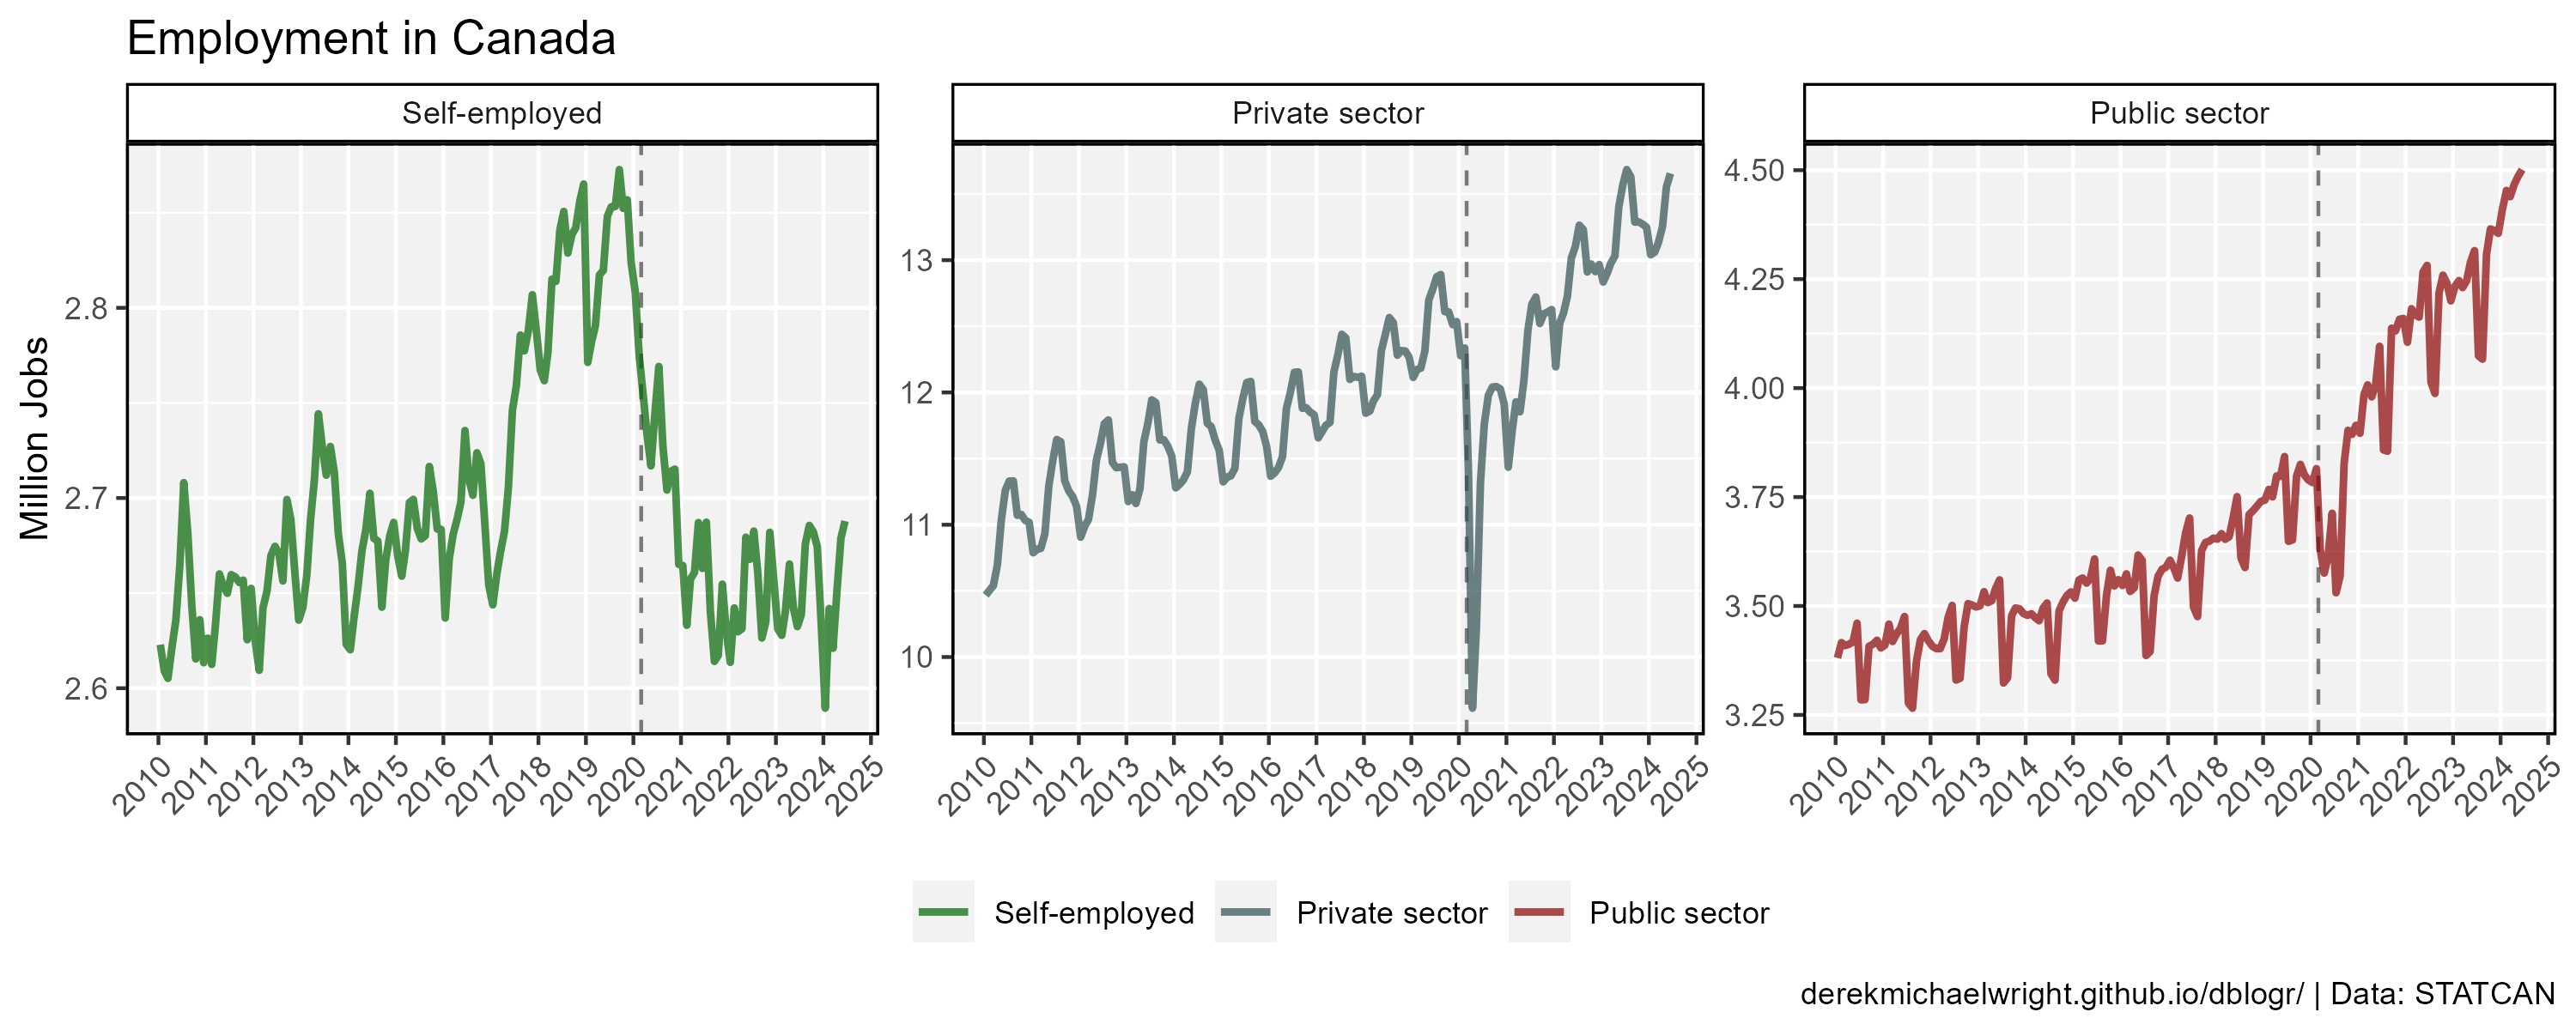 Employment in Canada
Self-employed
Private sector
Public sector
Million Jobs
2.8
2.7
2.6
13
12
11
10
4.50
4.25
4.00
3.75
3.50
3.25
2010 2011 2012 2013 2014 2015 2016 2017 2018 2019 2020 2021 2022 2023 2024 2025
2010 2011 2012 2013 2014 2015 2016 2017 2018 2019 2020 2021 2022 2023 2024 2025
2010 2011 2012 2013 2014 2015 2016 2017 2018 2019 2020 2021 2022 2023 2024 2025
Self-employed Private sector Public sector
derekmichaelwright.github.io/dblogr/ | Data: STATCAN